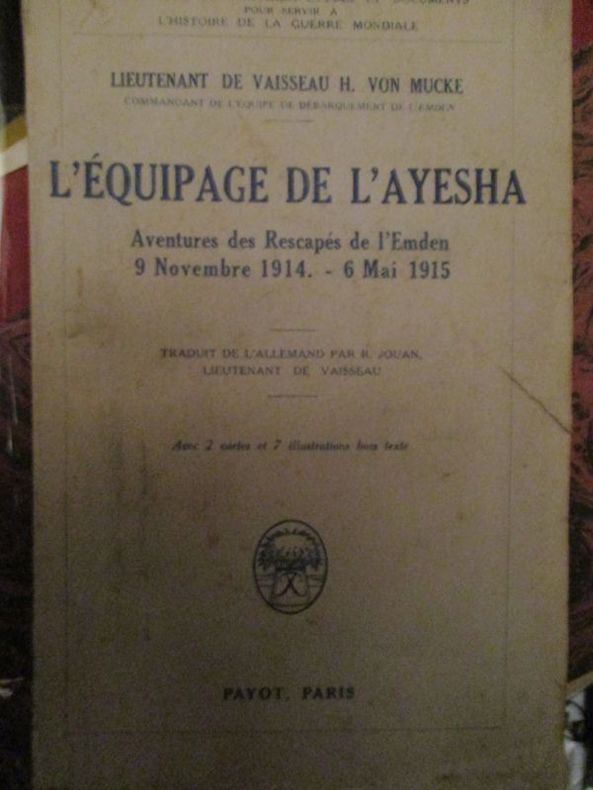 ET DOCUMENTS
POUR SERVIR A
L'HISTOIRE DE LA GUERRE MONDIALE
LIEUTENANT DE VAISSEAU H. VON MUCKE
COMMANDANT DE L'ÉQUIPE DE DÉBARQUEMENT DE L'EMDEN
L'ÉQUIPAGE DE L'AYESHA
Aventures des Rescapés de l'Emden
9 Novembre 1914. - 6 Mai 1915
TRADUIT DE L'ALLEMAND PAR R. JOUAN,
LIEUTENANT DE VAISSEAU
Avec 2 cartes et 7 illustrations hors texte
PAYOT, PARIS